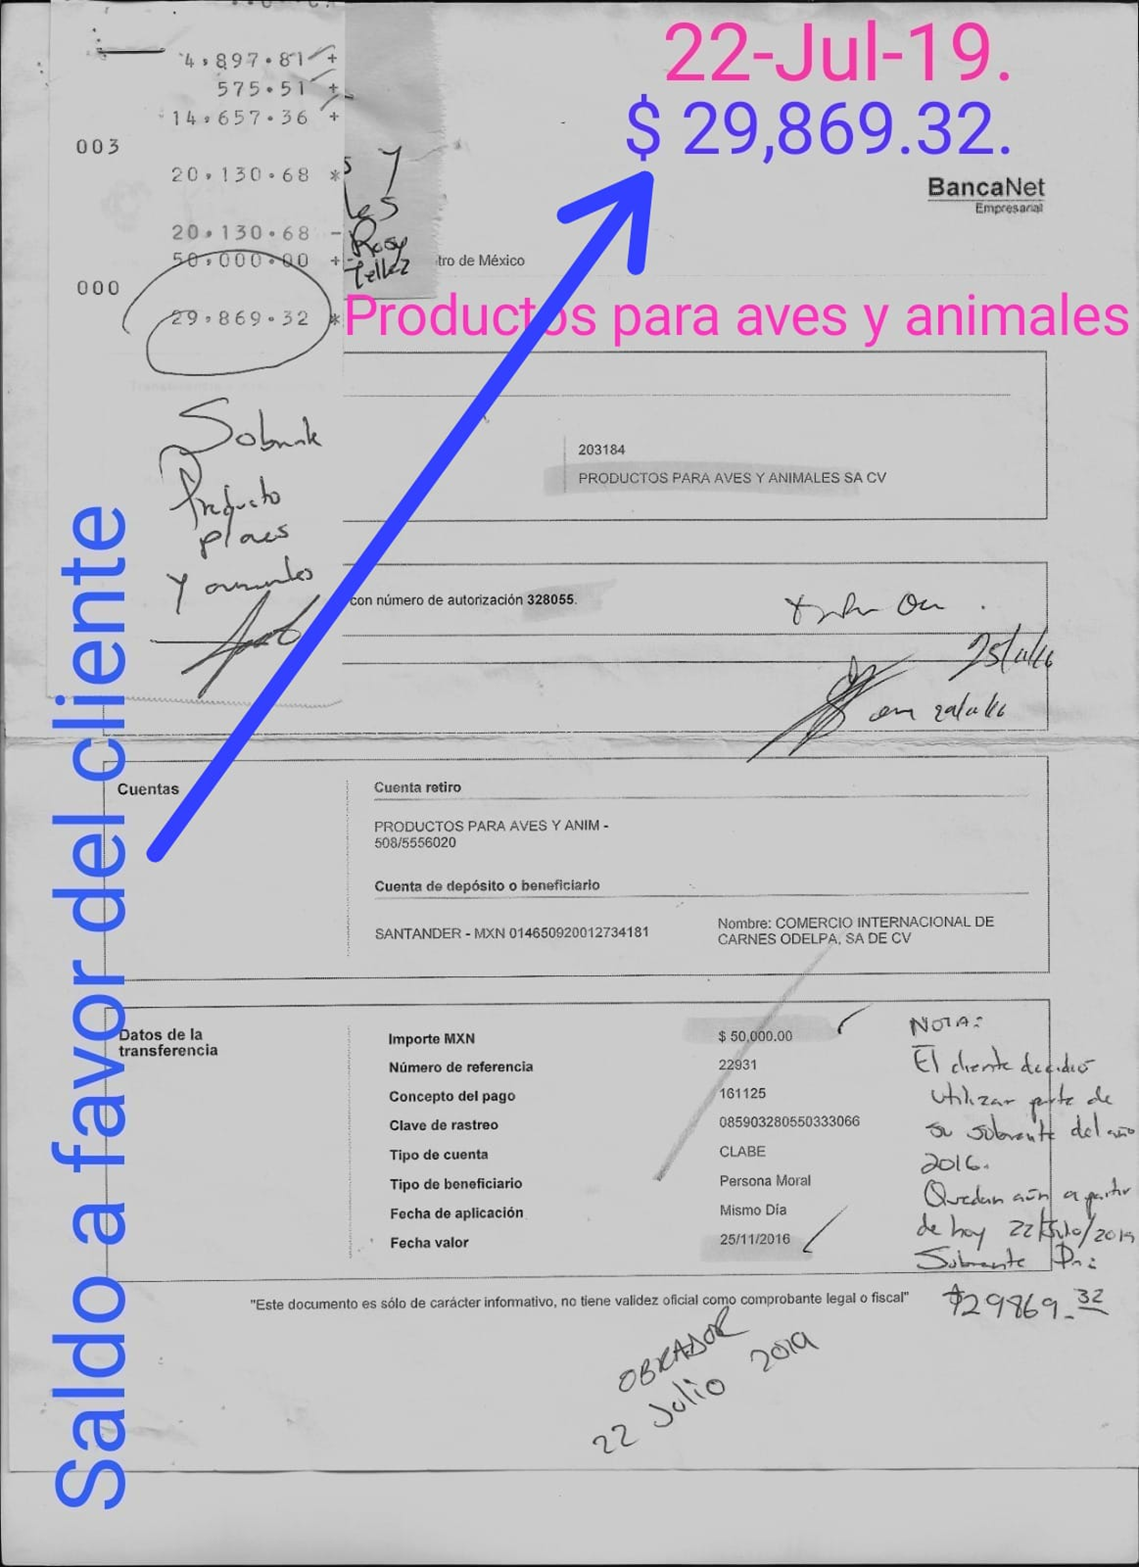 4,897.81 +
575.51 +
14,657.36 +
003
20,130.68 *
20,130.68 -
50,000.00 +
000
29,869.32 *
22-Jul-19.
$ 29,869.32.
BancaNet
Empresarial
Y
Rosy
Tellez
tro de México
Productos para aves y animales
Sobrante
Producto
y
203184
PRODUCTOS PARA AVES Y ANIMALES SA CV
con número de autorización 328055.
25/11/16
Saldo a favor del cliente
Cuentas
Cuenta retiro
PRODUCTOS PARA AVES Y ANIM -
508/5556020
Cuenta de depósito o beneficiario
SANTANDER - MXN 014650920012734181
Nombre: COMERCIO INTERNACIONAL DE
CARNES ODELPA, SA DE CV
Datos de la
transferencia
Importe MXN $ 50,000.00
Número de referencia 22931
Concepto del pago 161125
Clave de rastreo 085903280550333066
Tipo de cuenta CLABE
Tipo de beneficiario Persona Moral
Fecha de aplicación Mismo Día
Fecha valor 25/11/2016
NOTA:
El cliente decidió
utilizar parte de
su sobrante del año
2016.
Quedan aún a partir
de hoy 22/Julio/2019
Sobrante
$29869.32
"Este documento es sólo de carácter informativo, no tiene validez oficial como comprobante legal o fiscal"
OBRADOR
22 Julio 2019